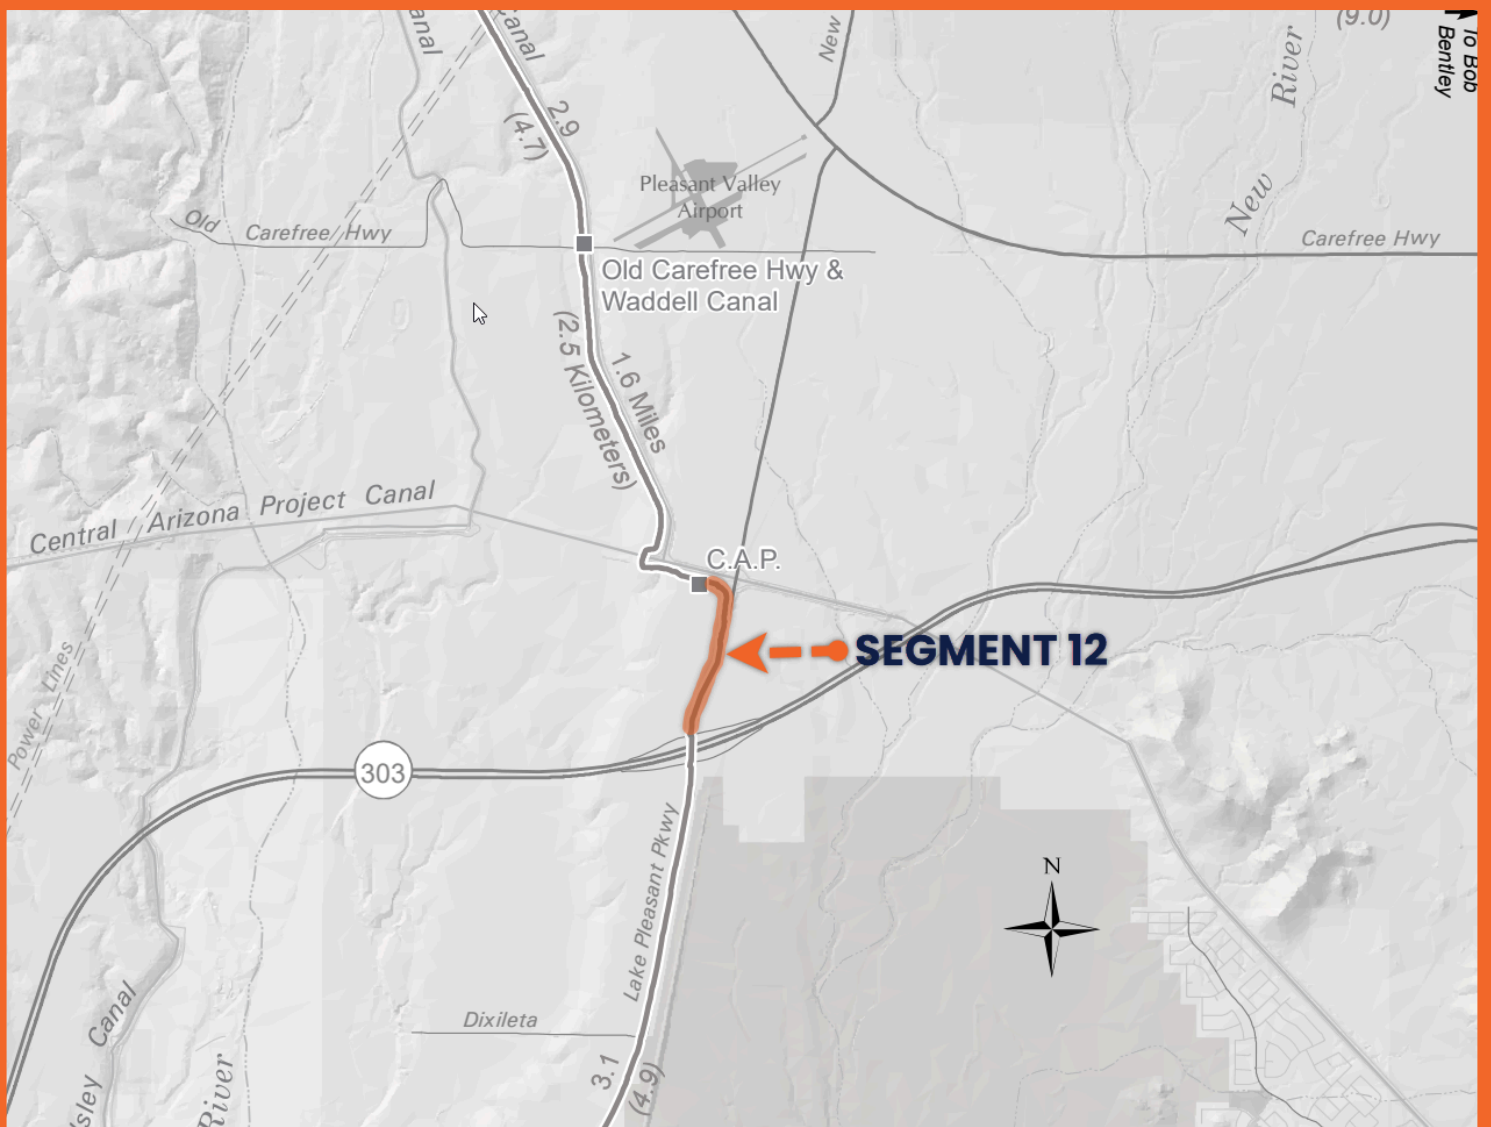 anal
Canal
New
(9.0)
River
To Bob
Bentley
2.9
(4.7)
Pleasant Valley
Airport
New
Old Carefree Hwy
Carefree Hwy
Old Carefree Hwy &
Waddell Canal
(2.5 Kilometers)
1.6 Miles
Central Arizona Project Canal
C.A.P.
SEGMENT 12
Power Lines
303
Lake Pleasant Pkwy
N
Canal
Dixileta
3.1
(4.9)
sley
River